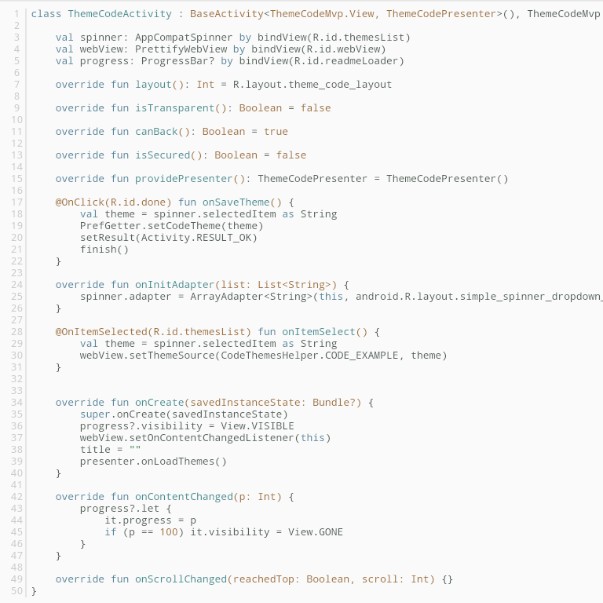 1 class ThemeCodeActivity : BaseActivity<ThemeCodeMvp.View, ThemeCodePresenter>(), ThemeCodeMvp
2
3     val spinner: AppCompatSpinner by bindView(R.id.themesList)
4     val webView: PrettifyWebView by bindView(R.id.webView)
5     val progress: ProgressBar? by bindView(R.id.readmeLoader)
6
7     override fun layout(): Int = R.layout.theme_code_layout
8
9     override fun isTransparent(): Boolean = false
10
11     override fun canBack(): Boolean = true
12
13     override fun isSecured(): Boolean = false
14
15     override fun providePresenter(): ThemeCodePresenter = ThemeCodePresenter()
16
17     @OnClick(R.id.done) fun onSaveTheme() {
18         val theme = spinner.selectedItem as String
19         PrefGetter.setCodeTheme(theme)
20         setResult(Activity.RESULT_OK)
21         finish()
22     }
23
24     override fun onInitAdapter(list: List<String>) {
25         spinner.adapter = ArrayAdapter<String>(this, android.R.layout.simple_spinner_dropdown_
26     }
27
28     @OnItemSelected(R.id.themesList) fun onItemSelect() {
29         val theme = spinner.selectedItem as String
30         webView.setThemeSource(CodeThemesHelper.CODE_EXAMPLE, theme)
31     }
32
33
34     override fun onCreate(savedInstanceState: Bundle?) {
35         super.onCreate(savedInstanceState)
36         progress?.visibility = View.VISIBLE
37         webView.setOnContentChangedListener(this)
38         title = ""
39         presenter.onLoadThemes()
40     }
41
42     override fun onContentChanged(p: Int) {
43         progress?.let {
44             it.progress = p
45             if (p == 100) it.visibility = View.GONE
46         }
47     }
48
49     override fun onScrollChanged(reachedTop: Boolean, scroll: Int) {}
50 }